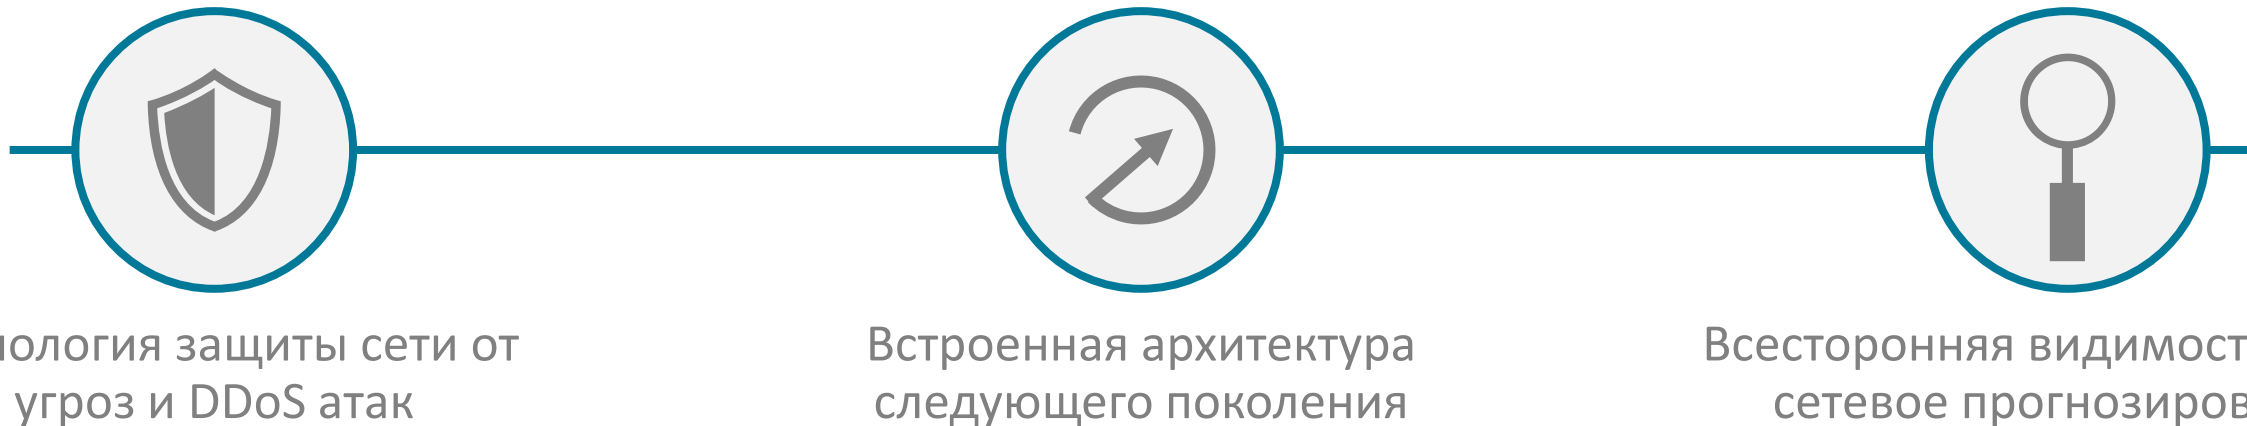 нология защиты сети от
угроз и DDoS атак
Встроенная архитектура
следующего поколения
Всесторонняя видимост
сетевое прогнозиров